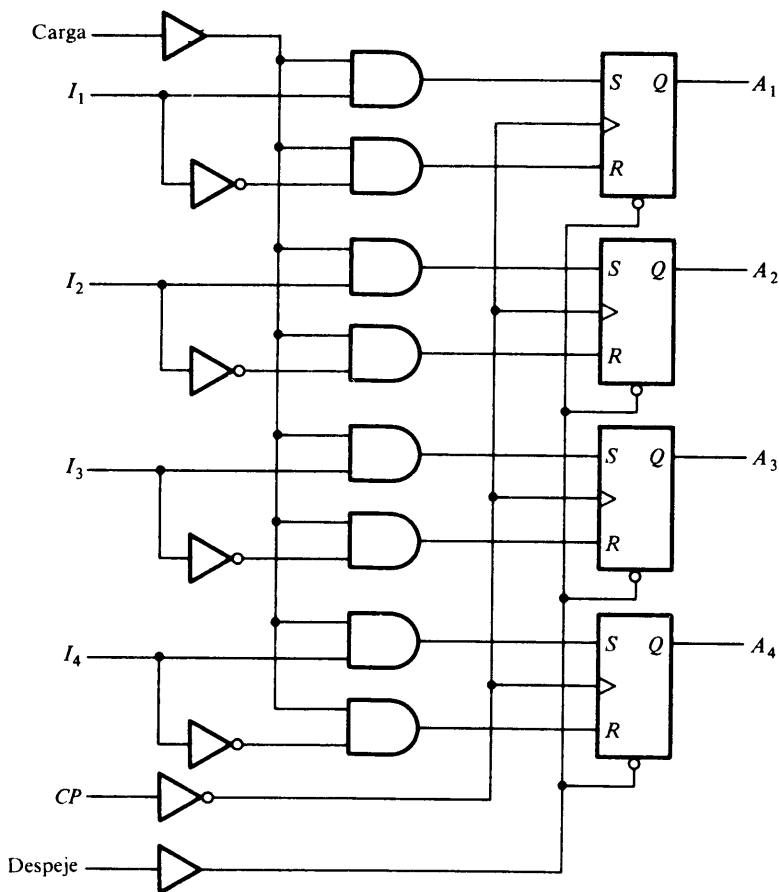 Carga
I1
S Q A1
R
I2
S Q A2
R
I3
S Q A3
R
I4
S Q A4
R
CP
Despeje